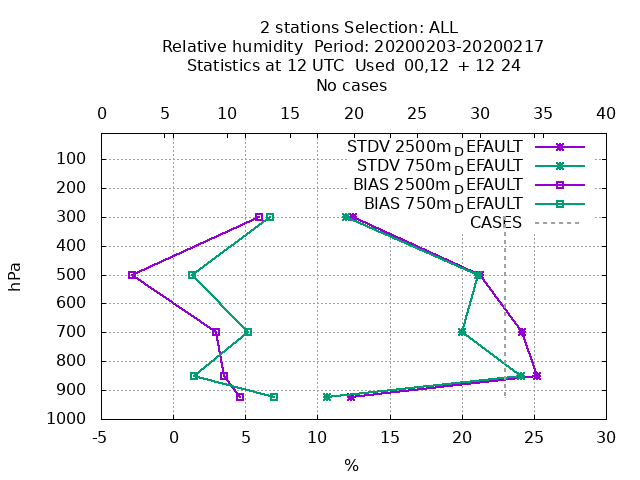 2 stations Selection: ALL
Relative humidity  Period: 20200203-20200217
Statistics at 12 UTC  Used  00,12  + 12 24
No cases
0 5 10 15 20 25 30 35 40
STDV 2500m_DEFAULT
STDV 750m_DEFAULT
BIAS 2500m_DEFAULT
BIAS 750m_DEFAULT
CASES
100
200
300
400
500
600
700
800
900
1000
hPa
-5 0 5 10 15 20 25 30
%